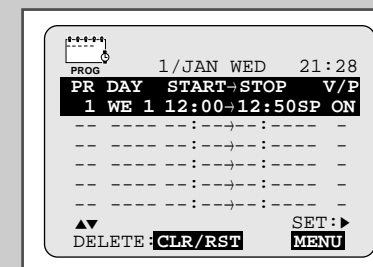 PROG
1/JAN WED 21:28
PR DAY START→STOP V/P
1 WE 1 12:00→12:50SP ON
-- ---- --:--→--:---- -
-- ---- --:--→--:---- -
-- ---- --:--→--:---- -
-- ---- --:--→--:---- -
-- ---- --:--→--:---- -
▲▼ SET:▶
DELETE:CLR/RST MENU